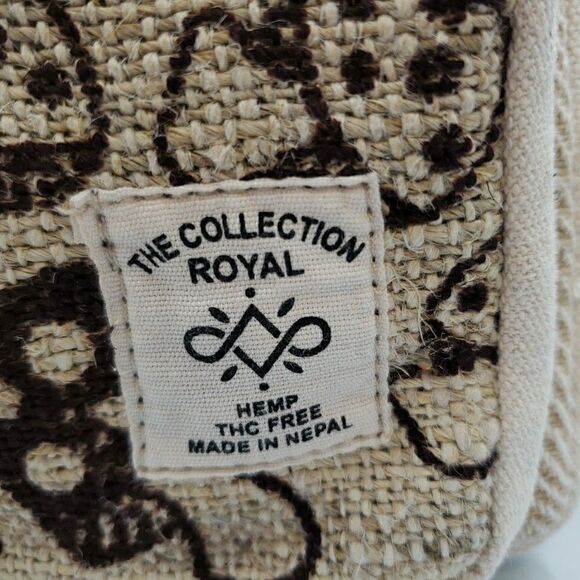 THE COLLECTION
ROYAL
HEMP
THC FREE
MADE IN NEPAL